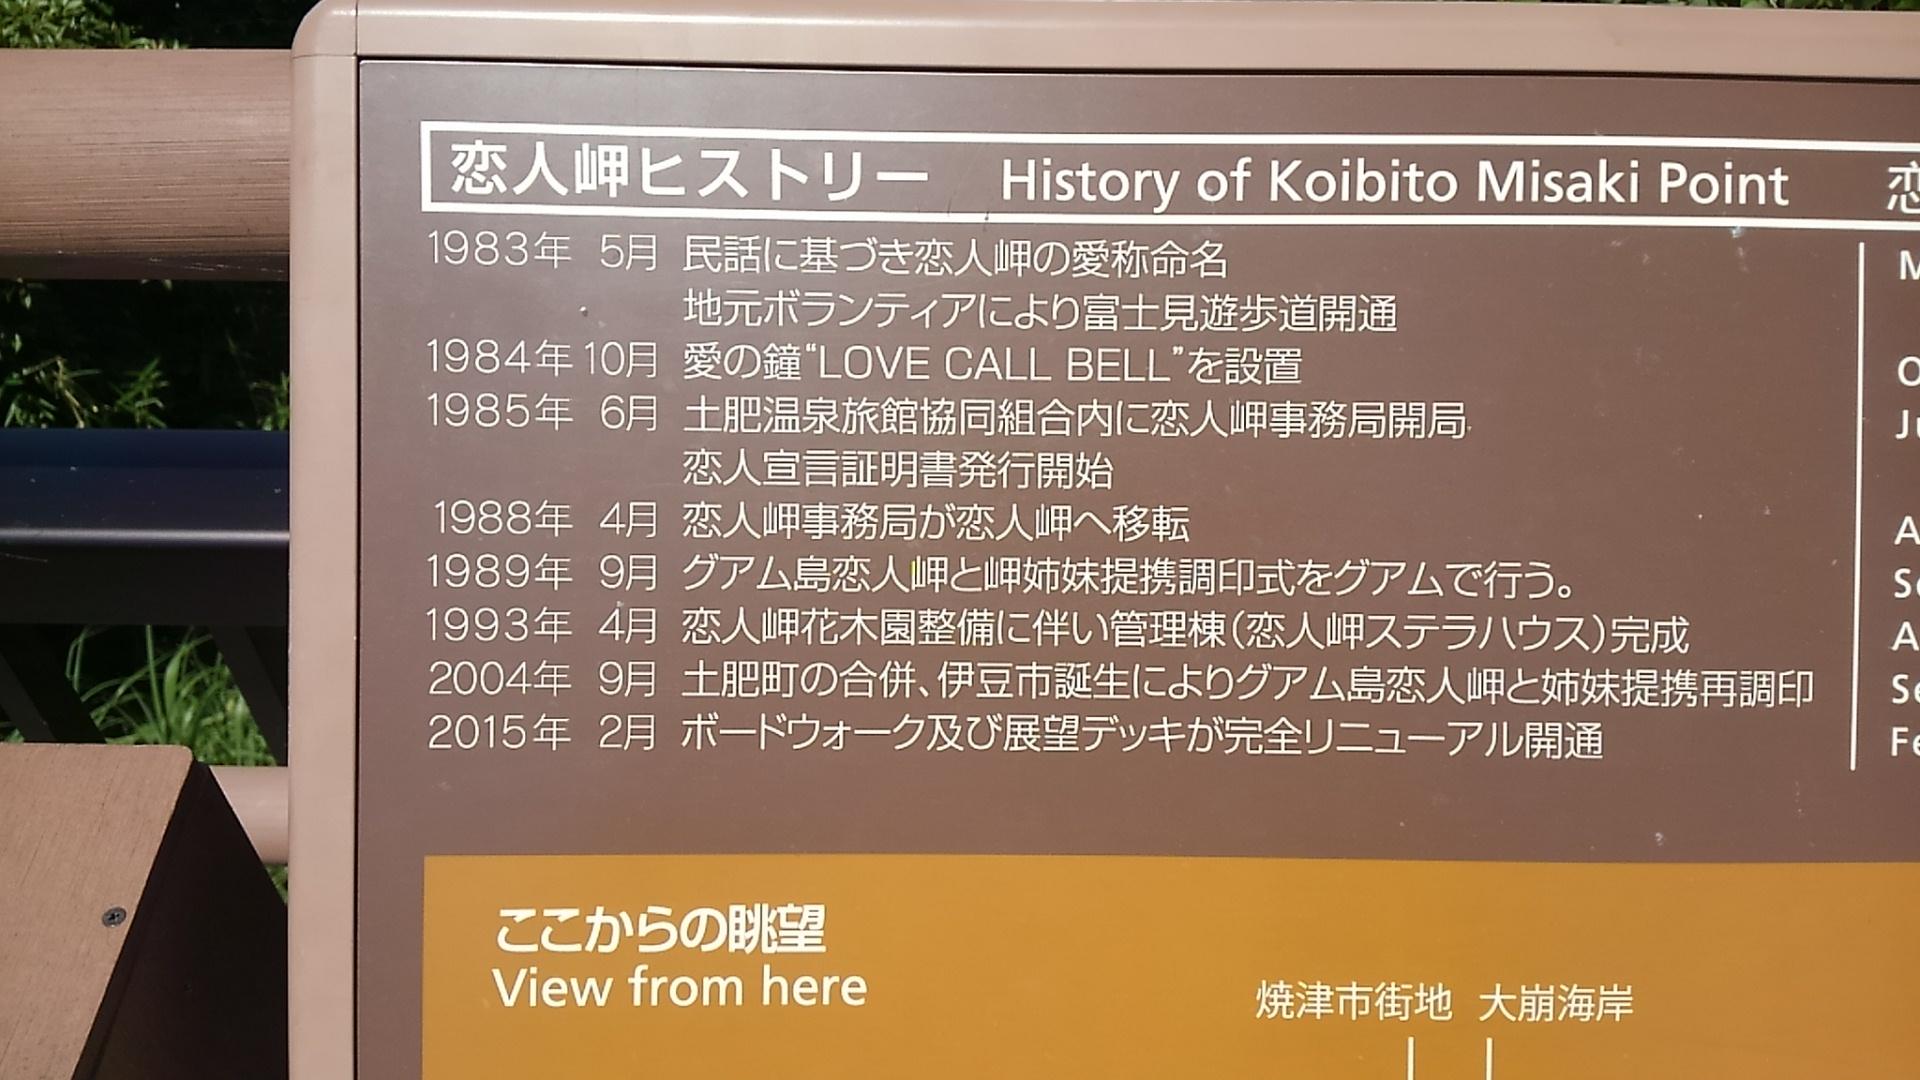 恋人岬ヒストリー History of Koibito Misaki Point 恋
1983年 5月 民話に基づき恋人岬の愛称命名
地元ボランティアにより富士見遊歩道開通
1984年 10月 愛の鐘“LOVE CALL BELL”を設置
1985年 6月 土肥温泉旅館協同組合内に恋人岬事務局開局
恋人宣言証明書発行開始
1988年 4月 恋人岬事務局が恋人岬へ移転
1989年 9月 グアム島恋人岬と岬姉妹提携調印式をグアムで行う。
1993年 4月 恋人岬花木園整備に伴い管理棟(恋人岬ステラハウス)完成
2004年 9月 土肥町の合併、伊豆市誕生によりグアム島恋人岬と姉妹提携再調印
2015年 2月 ボードウォーク及び展望デッキが完全リニューアル開通
ここからの眺望
View from here
焼津市街地 大崩海岸